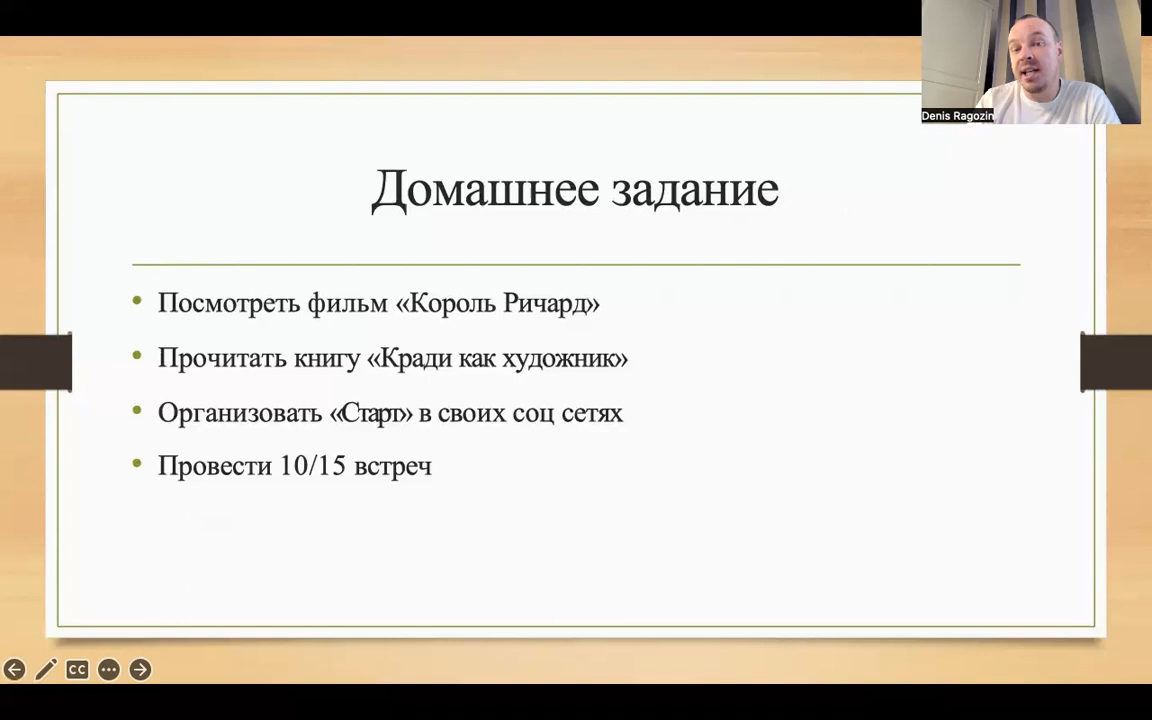 Denis Ragozin
Домашнее задание
• Посмотреть фильм «Король Ричард»
• Прочитать книгу «Кради как художник»
• Организовать «Старт» в своих соц сетях
• Провести 10/15 встреч
CC